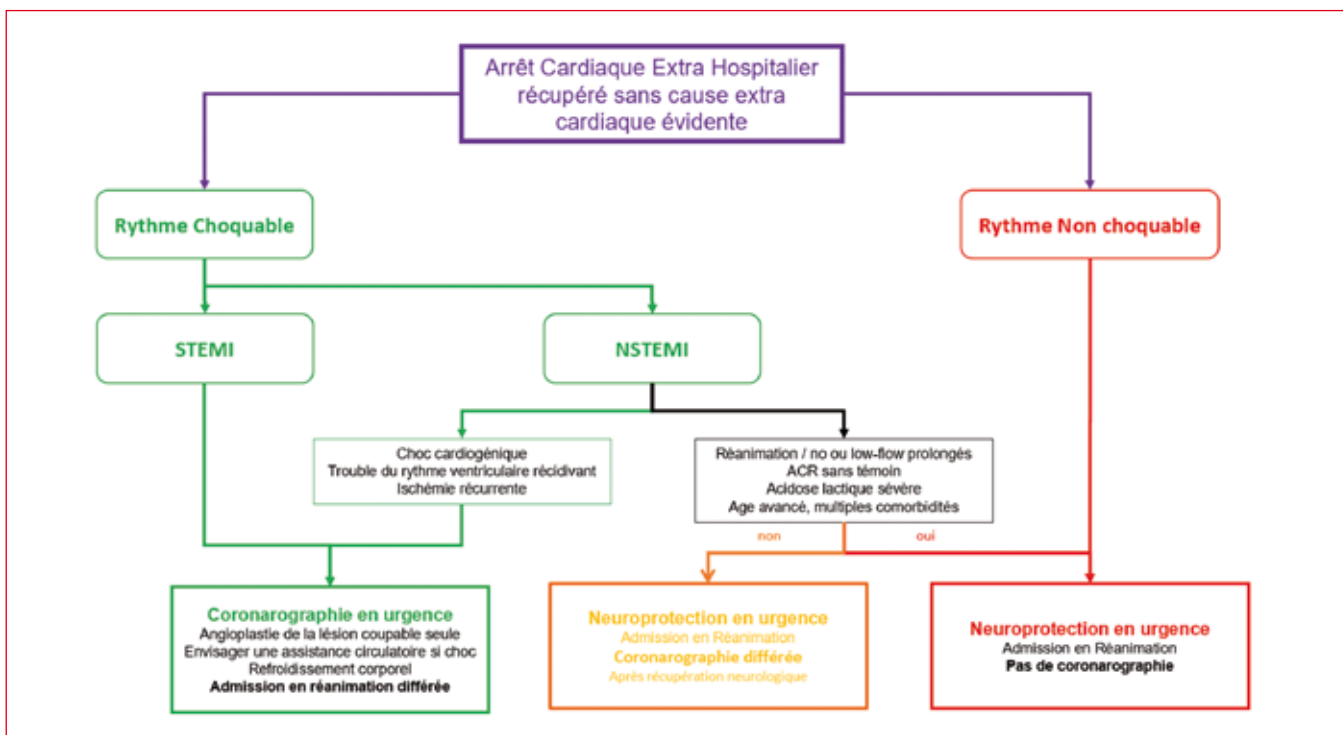 Arrêt Cardiaque Extra Hospitalier
récupéré sans cause extra
cardiaque évidente
Rythme Choquable
Rythme Non choquable
STEMI
NSTEMI
Choc cardiogénique
Trouble du rythme ventriculaire récidivant
Ischémie récurrente
Réanimation / no ou low-flow prolongés
ACR sans témoin
Acidose lactique sévère
Age avancé, multiples comorbidités
non
oui
Coronarographie en urgence
Angioplastie de la lésion coupable seule
Envisager une assistance circulatoire si choc
Refroidissement corporel
Admission en réanimation différée
Neuroprotection en urgence
Admission en Réanimation
Coronarographie différée
Après récupération neurologique
Neuroprotection en urgence
Admission en Réanimation
Pas de coronarographie